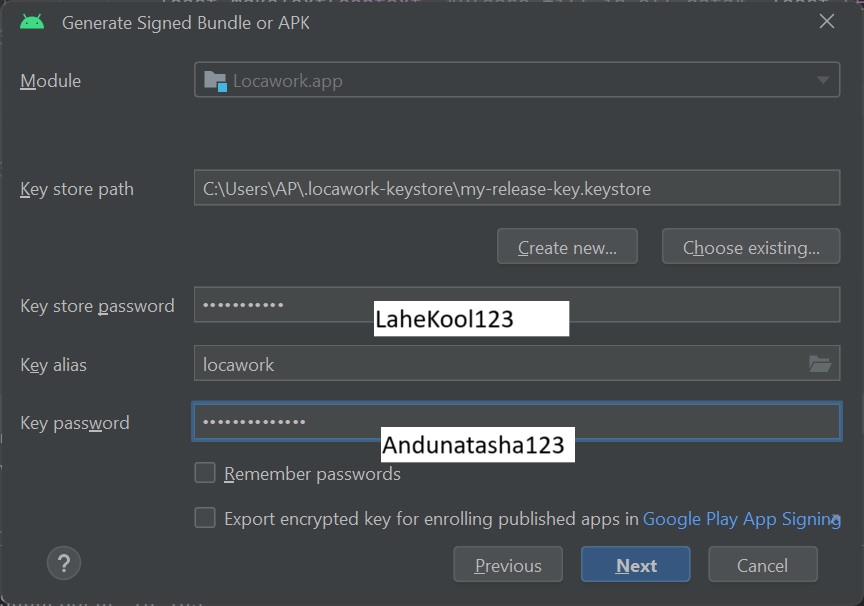 Generate Signed Bundle or APK
Module
Locawork.app
Key store path
C:\Users\AP\.locawork-keystore\my-release-key.keystore
Create new...
Choose existing...
Key store password
•••••••••••
LaheKool123
Key alias
locawork
Key password
••••••••••••••
Andunatasha123
Remember passwords
Export encrypted key for enrolling published apps in Google Play App Signing
?
Previous
Next
Cancel